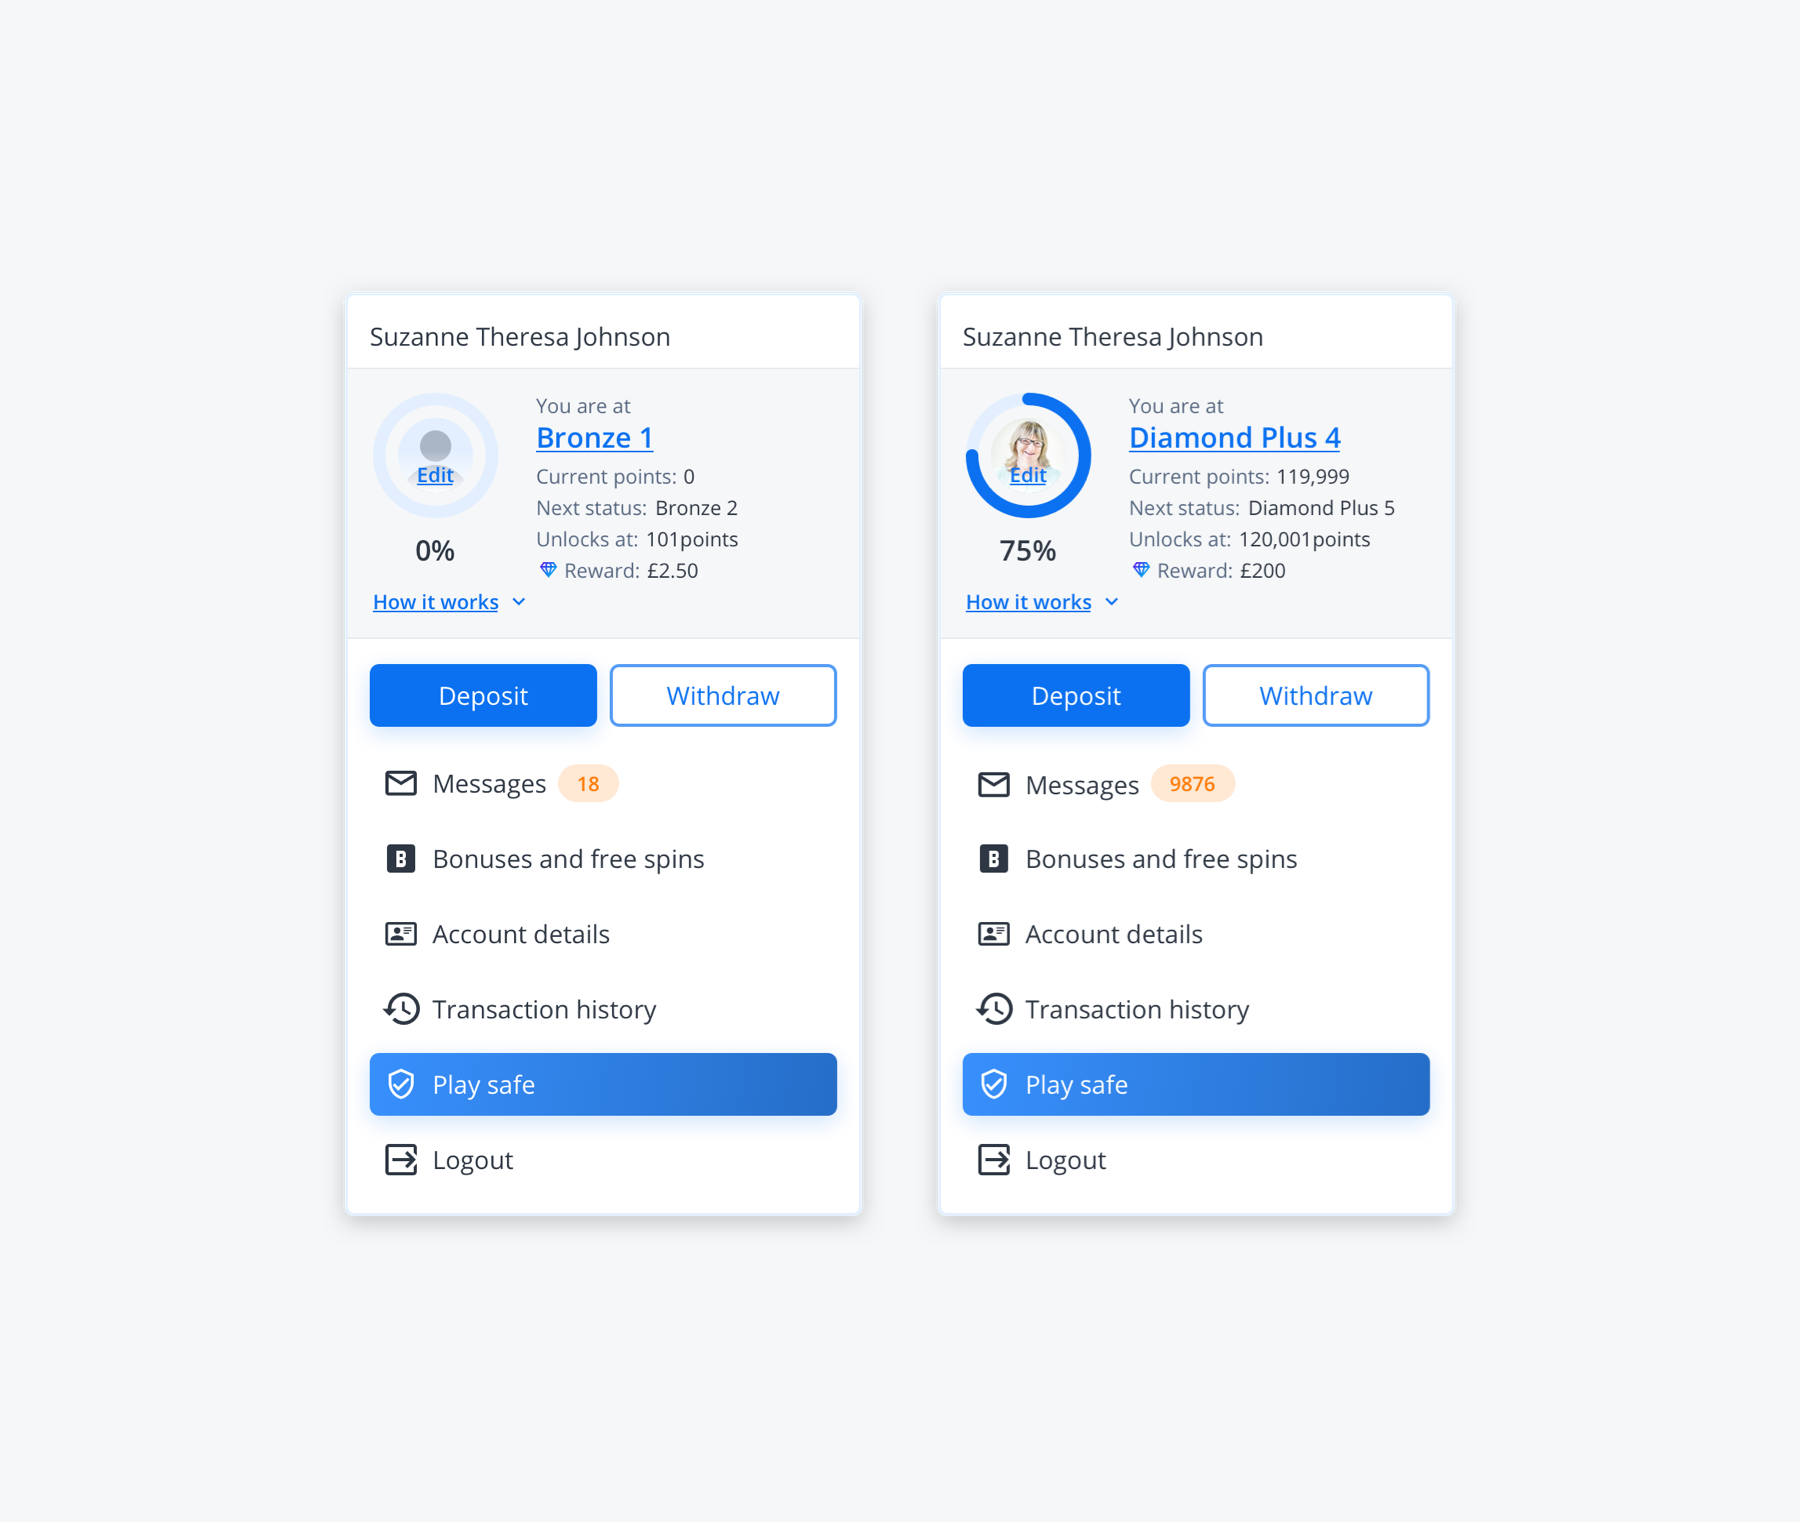 Suzanne Theresa Johnson
You are at
Bronze 1
Edit
Current points: 0
Next status: Bronze 2
Unlocks at: 101points
0%
Reward: £2.50
How it works
Deposit
Withdraw
Messages 18
B Bonuses and free spins
Account details
Transaction history
Play safe
Logout
Suzanne Theresa Johnson
You are at
Diamond Plus 4
Edit
Current points: 119,999
Next status: Diamond Plus 5
Unlocks at: 120,001points
75%
Reward: £200
How it works
Deposit
Withdraw
Messages 9876
B Bonuses and free spins
Account details
Transaction history
Play safe
Logout